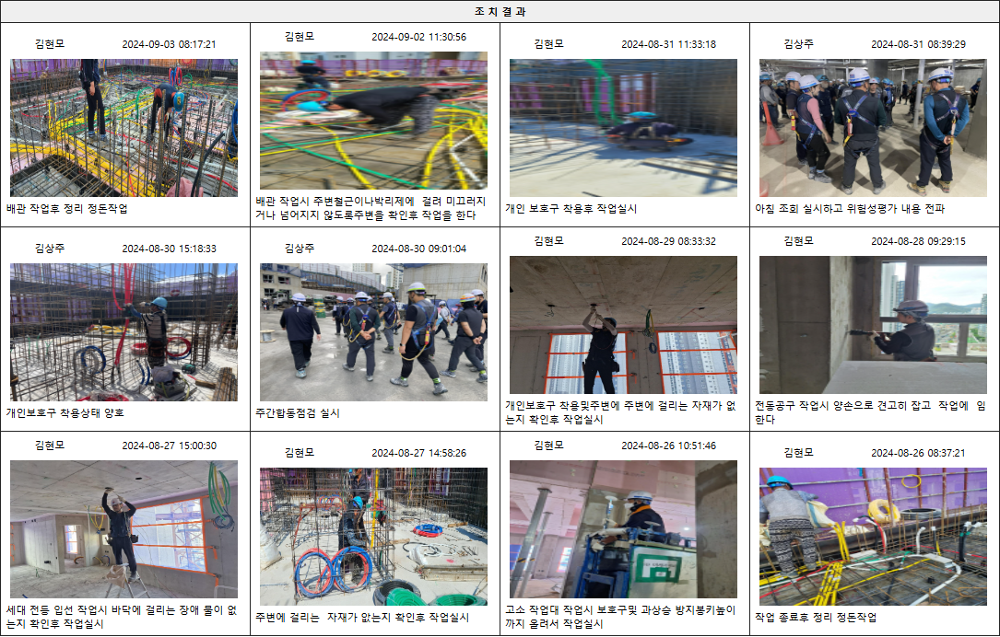 조 치 결 과
김현모 2024-09-03 08:17:21
배관 작업후 정리 정돈작업
김현모 2024-09-02 11:30:56
배관 작업시 주변철근이나박리제에 걸려 미끄러지
거나 넘어지지 않도록주변을 확인후 작업을 한다
김현모 2024-08-31 11:33:18
개인 보호구 착용후 작업실시
김상주 2024-08-31 08:39:29
아침 조회 실시하고 위험성평가 내용 전파
김상주 2024-08-30 15:18:33
개인보호구 착용상태 양호
김상주 2024-08-30 09:01:04
주간합동점검 실시
김현모 2024-08-29 08:33:32
개인보호구 착용및주변에 주변에 걸리는 자재가 없
는지 확인후 작업실시
김현모 2024-08-28 09:29:15
전동공구 작업시 양손으로 견고히 잡고 작업에 임
한다
김현모 2024-08-27 15:00:30
세대 전등 입선 작업시 바닥에 걸리는 장애 물이 없
는지 확인후 작업실시
김현모 2024-08-27 14:58:26
주변에 걸리는 자재가 없는지 확인후 작업실시
김현모 2024-08-26 10:51:46
고소 작업대 작업시 보호구및 과상승 방지봉키높이
까지 올려서 작업실시
김현모 2024-08-26 08:37:21
작업 종료후 정리 정돈작업